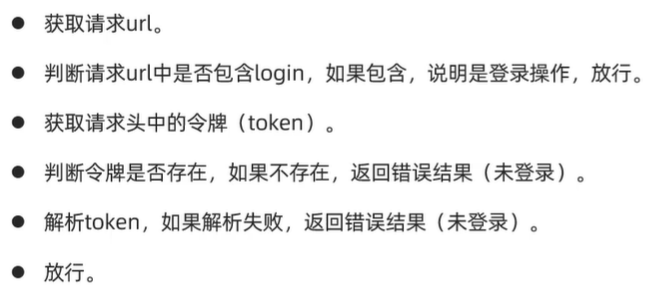 ● 获取请求url。
● 判断请求url中是否包含login，如果包含，说明是登录操作，放行。
● 获取请求头中的令牌（token）。
● 判断令牌是否存在，如果不存在，返回错误结果（未登录）。
● 解析token，如果解析失败，返回错误结果（未登录）。
● 放行。